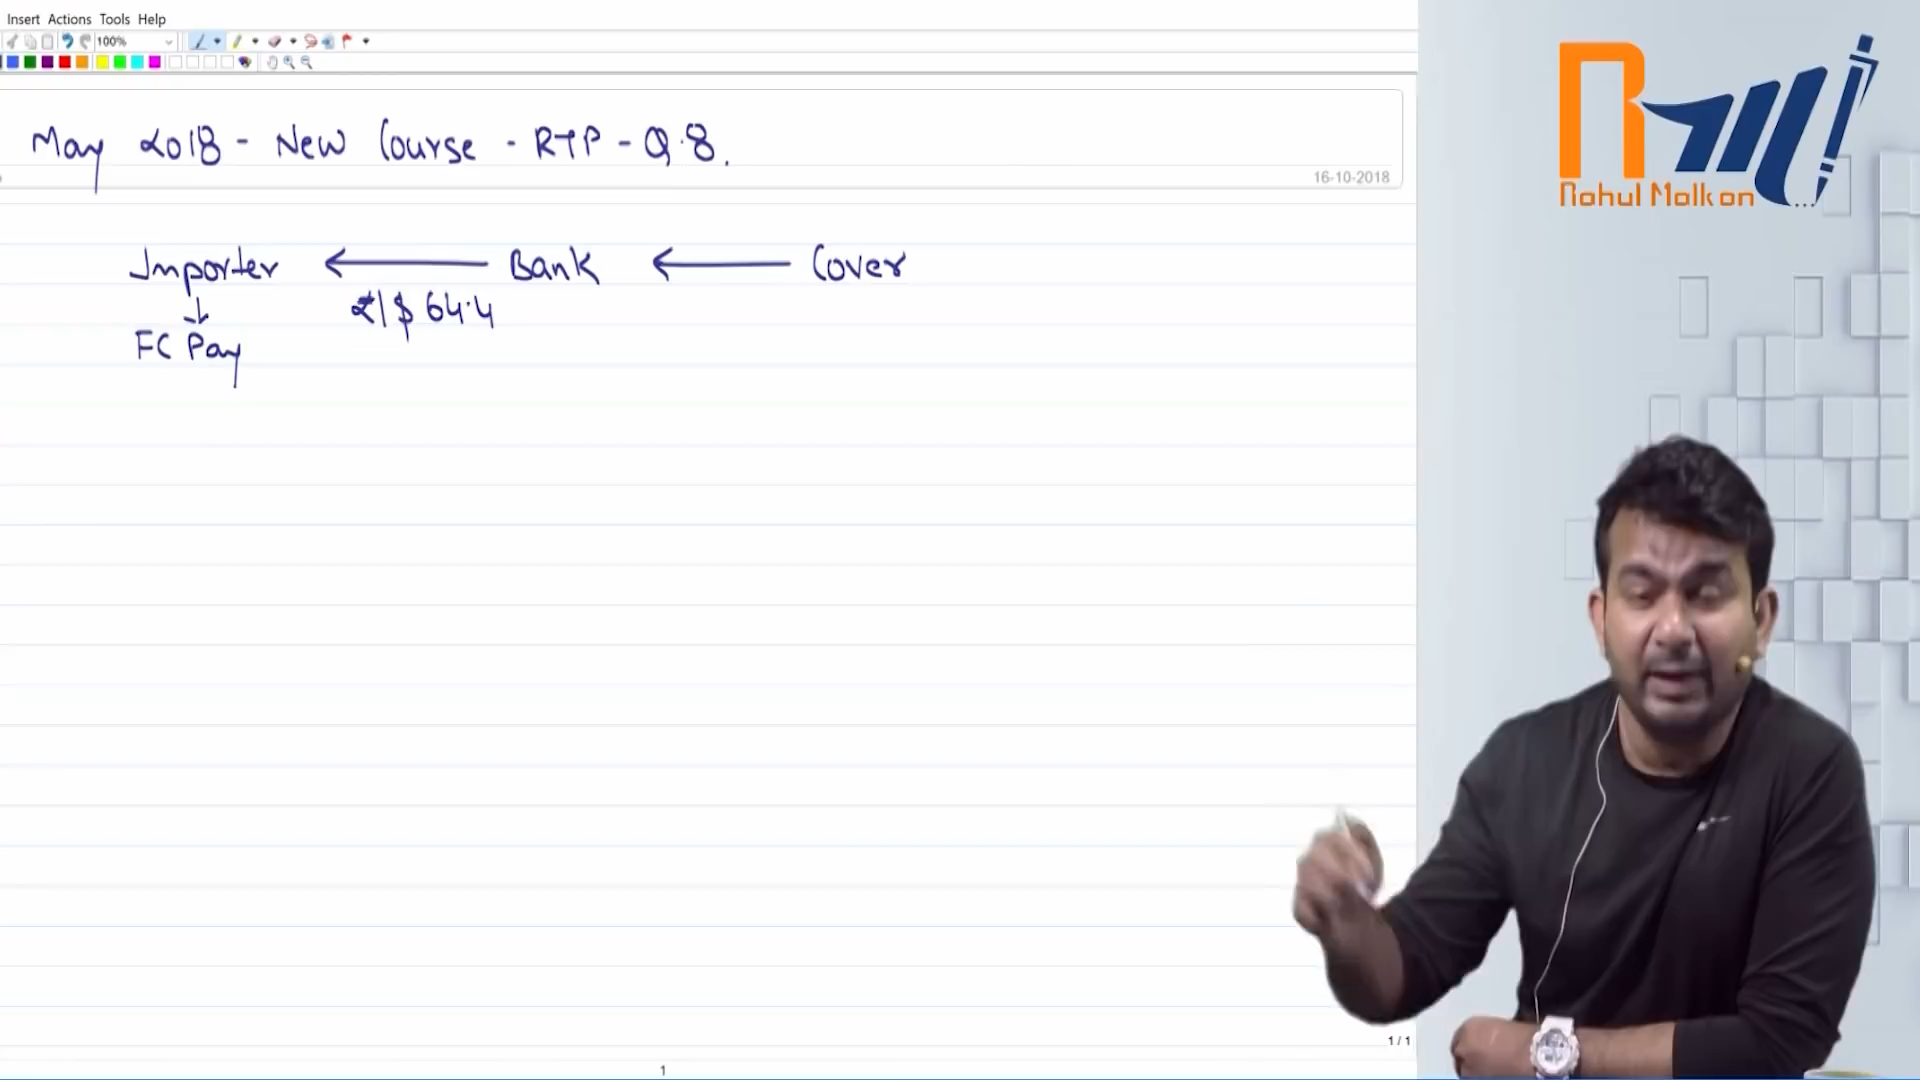 Insert Actions Tools Help
100%
May 2018 - New Course - RTP - Q.8.
16-10-2018
Importer ← Bank ← Cover
↓ ₹/$ 64.4
FC Pay
1 / 1
1
Rahul Malkan